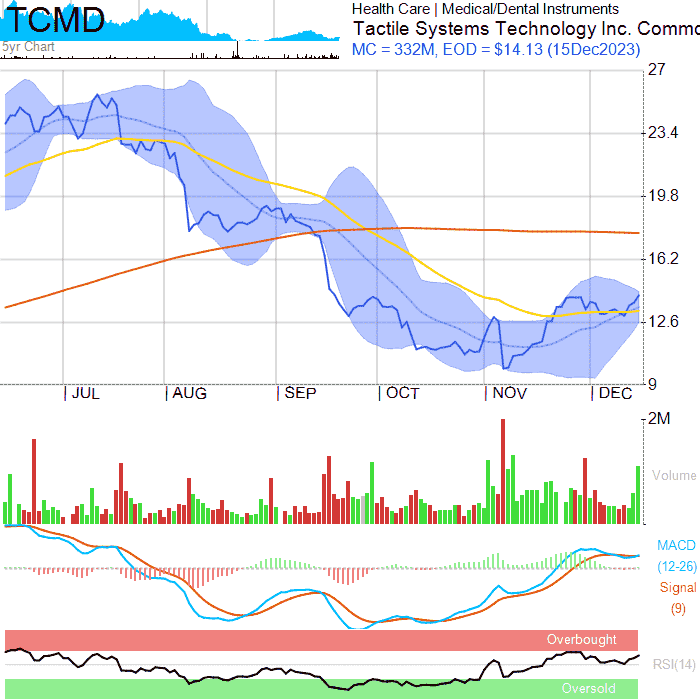 TCMD
5yr Chart
Health Care | Medical/Dental Instruments
Tactile Systems Technology Inc. Commo
MC = 332M, EOD = $14.13 (15Dec2023)
27
23.4
19.8
16.2
12.6
9
| JUL | AUG | SEP | OCT | NOV | DEC
2M
Volume
MACD
(12-26)
Signal
(9)
Overbought
RSI(14)
Oversold